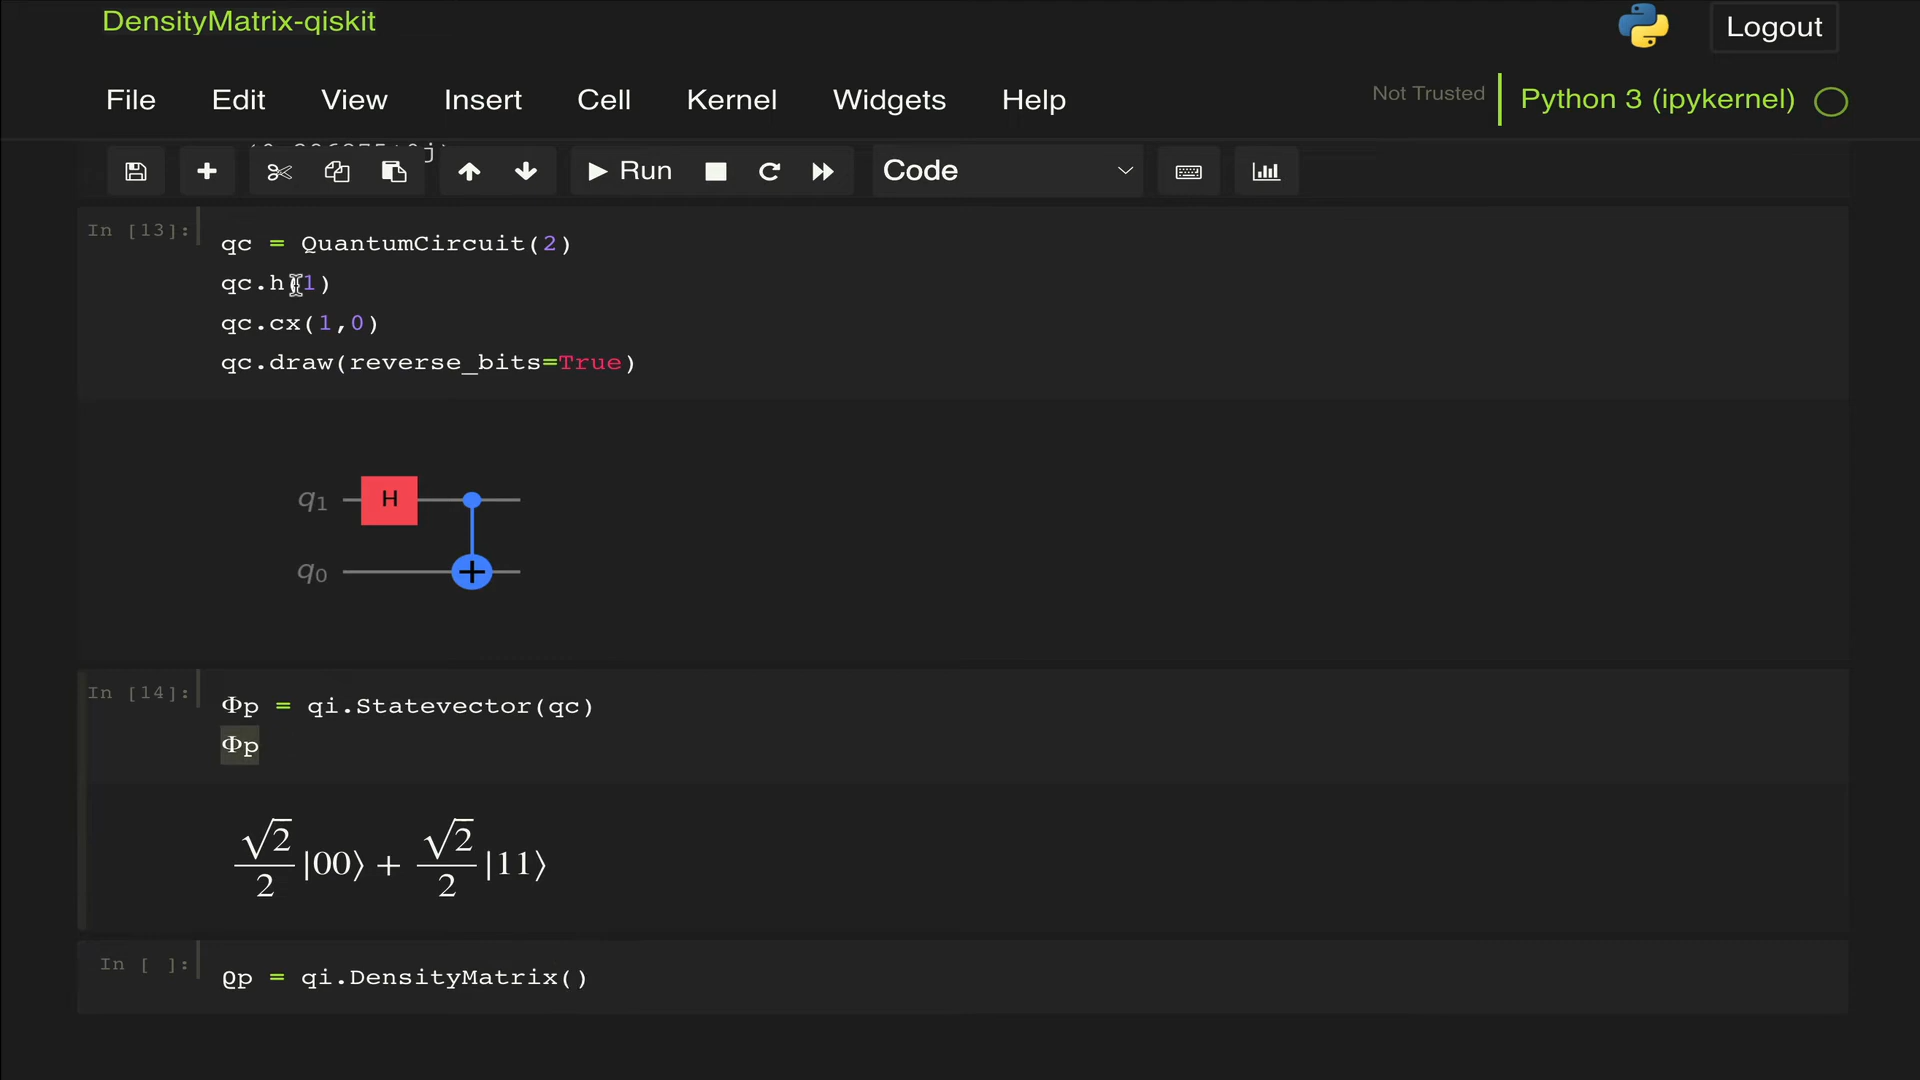 DensityMatrix-qiskit
Logout
File Edit View Insert Cell Kernel Widgets Help Not Trusted Python 3 (ipykernel)
Run Code
In [13]:
qc = QuantumCircuit(2)
qc.h(1)
qc.cx(1,0)
qc.draw(reverse_bits=True)
q₁ H
q₀ +
In [14]:
Φp = qi.Statevector(qc)
Φp
√2/2|00⟩ + √2/2|11⟩
In [ ]:
ϱp = qi.DensityMatrix()